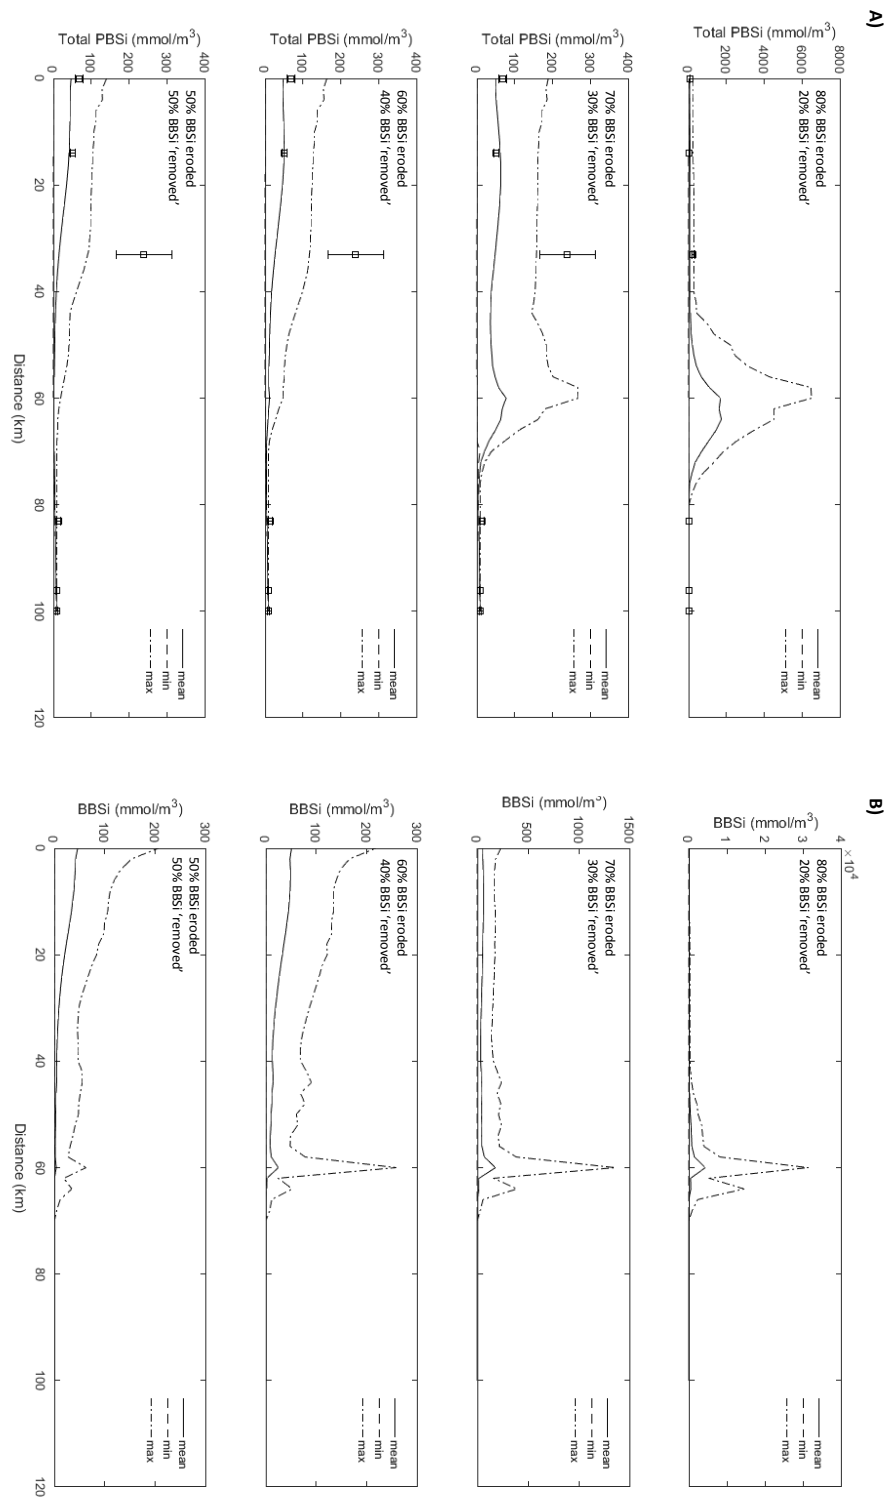 A)
Total PBSi (mmol/m3)
8000
6000
4000
2000
0
80% BBSi eroded
20% BBSi 'removed'
mean
min
max
Total PBSi (mmol/m3)
400
300
200
100
0
70% BBSi eroded
30% BBSi 'removed'
mean
min
max
Total PBSi (mmol/m3)
400
300
200
100
0
60% BBSi eroded
40% BBSi 'removed'
mean
min
max
Total PBSi (mmol/m3)
400
300
200
100
0
50% BBSi eroded
50% BBSi 'removed'
mean
min
max
0 20 40 60 80 100 120
Distance (km)
B)
× 104
BBSi (mmol/m3)
4
3
2
1
0
80% BBSi eroded
20% BBSi 'removed'
mean
min
max
BBSi (mmol/m3)
1500
1000
500
0
70% BBSi eroded
30% BBSi 'removed'
mean
min
max
BBSi (mmol/m3)
300
200
100
0
60% BBSi eroded
40% BBSi 'removed'
mean
min
max
BBSi (mmol/m3)
300
200
100
0
50% BBSi eroded
50% BBSi 'removed'
mean
min
max
0 20 40 60 80 100 120
Distance (km)